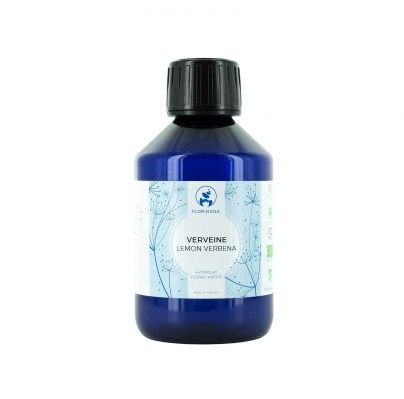 FLORIHANA
VERVEINE
LEMON VERBENA
HYDROLAT
FLORAL WATER